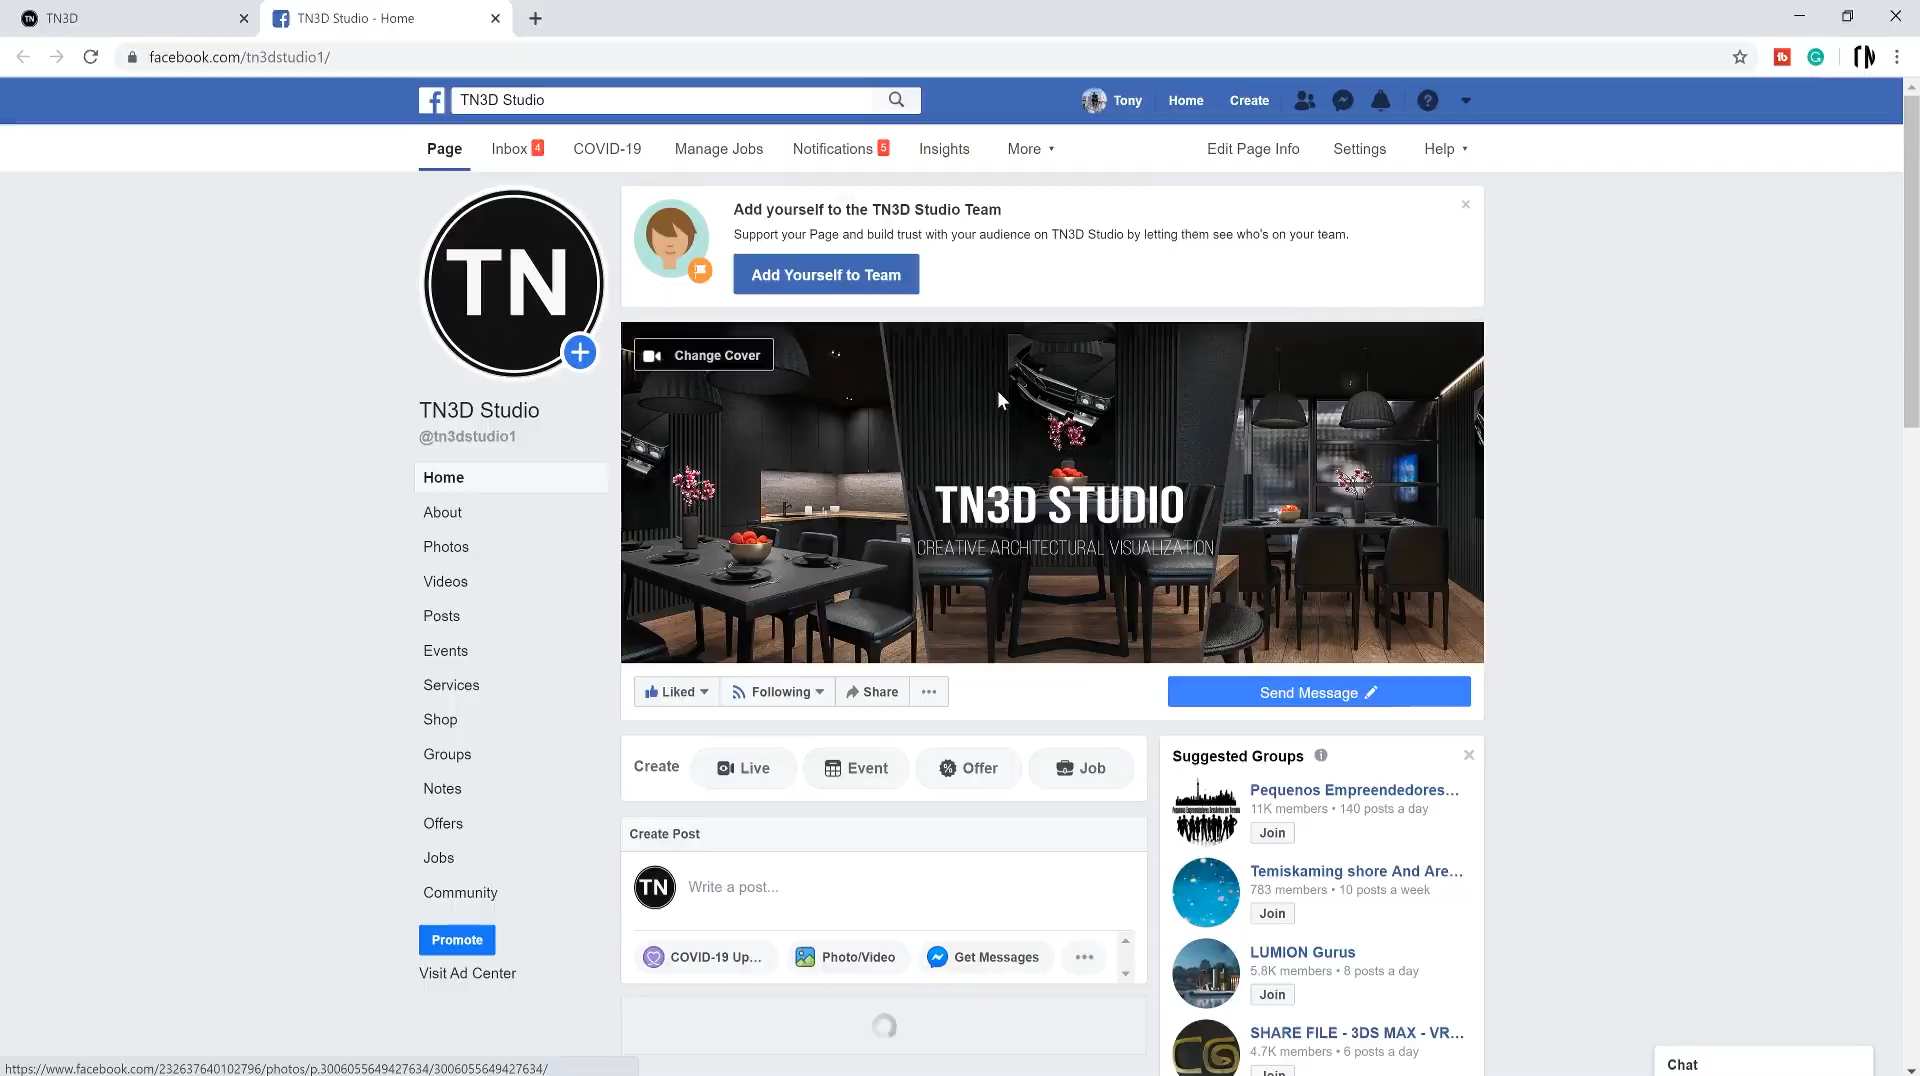 TN3D
TN3D Studio - Home
facebook.com/tn3dstudio1/
TN3D Studio
Tony
Home
Create
Page
Inbox 4
COVID-19
Manage Jobs
Notifications 5
Insights
More
Edit Page Info
Settings
Help
TN
TN3D Studio
@tn3dstudio1
Home
About
Photos
Videos
Posts
Events
Services
Shop
Groups
Notes
Offers
Jobs
Community
Promote
Visit Ad Center
Add yourself to the TN3D Studio Team
Support your Page and build trust with your audience on TN3D Studio by letting them see who's on your team.
Add Yourself to Team
Change Cover
TN3D STUDIO
CREATIVE ARCHITECTURAL VISUALIZATION
Liked
Following
Share
Send Message
Create
Live
Event
Offer
Job
Create Post
TN
Write a post...
COVID-19 Up...
Photo/Video
Get Messages
Suggested Groups
Pequenos Empreendedores...
11K members • 140 posts a day
Join
Temiskaming shore And Are...
783 members • 10 posts a week
Join
LUMION Gurus
5.8K members • 8 posts a day
Join
SHARE FILE - 3DS MAX - VR...
4.7K members • 6 posts a day
Join
Chat
https://www.facebook.com/232637640102796/photos/p.3006055649427634/3006055649427634/